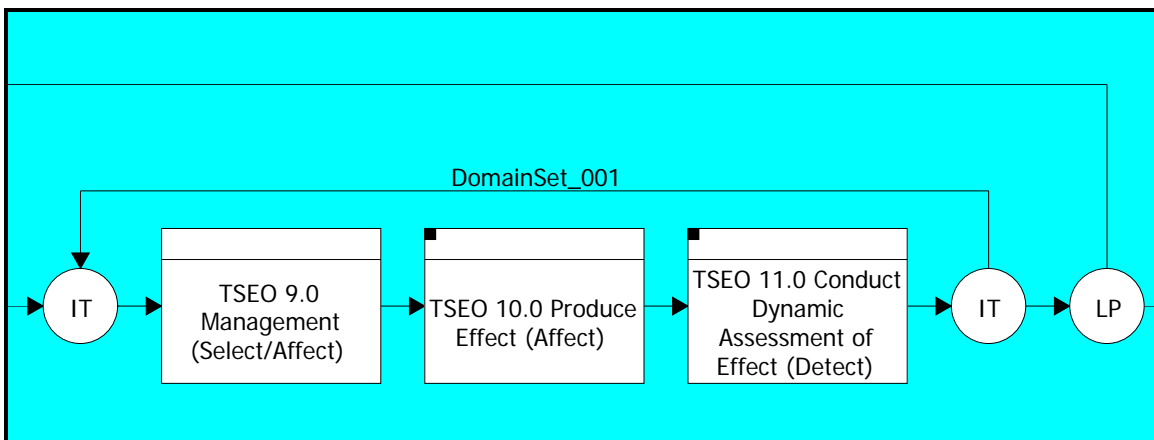 DomainSet_001
IT
TSEO 9.0
Management
(Select/Affect)
TSEO 10.0 Produce
Effect (Affect)
TSEO 11.0 Conduct
Dynamic
Assessment of
Effect (Detect)
IT
LP